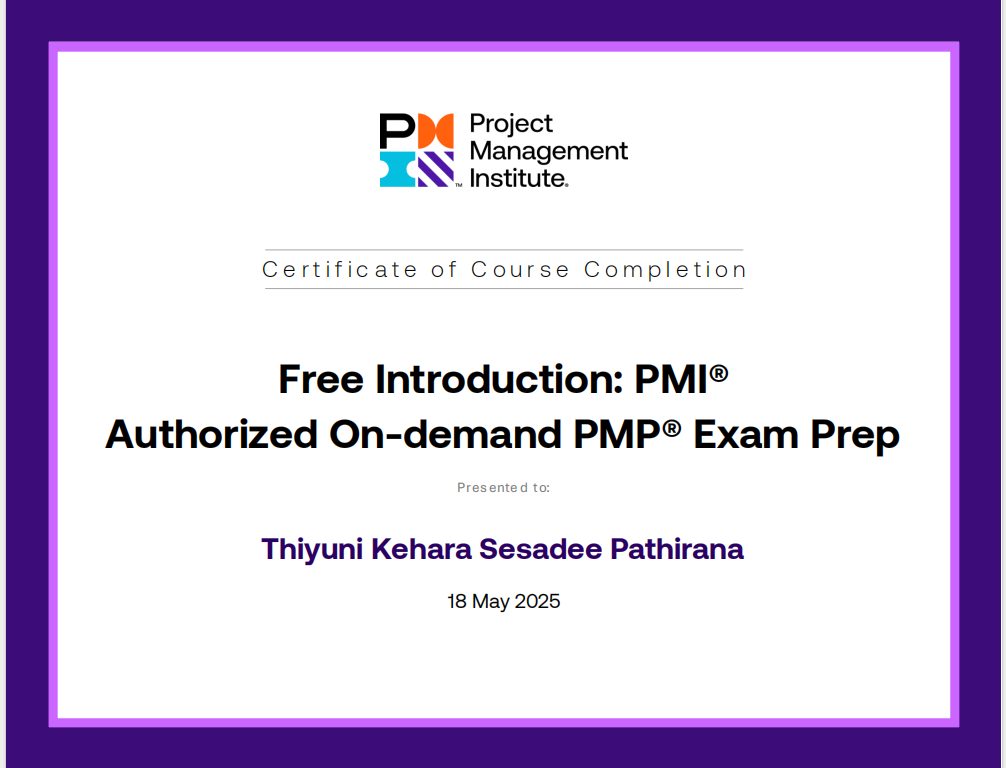 Project
Management
Institute.
Certificate of Course Completion
Free Introduction: PMI®
Authorized On-demand PMP® Exam Prep
Presented to:
Thiyuni Kehara Sesadee Pathirana
18 May 2025